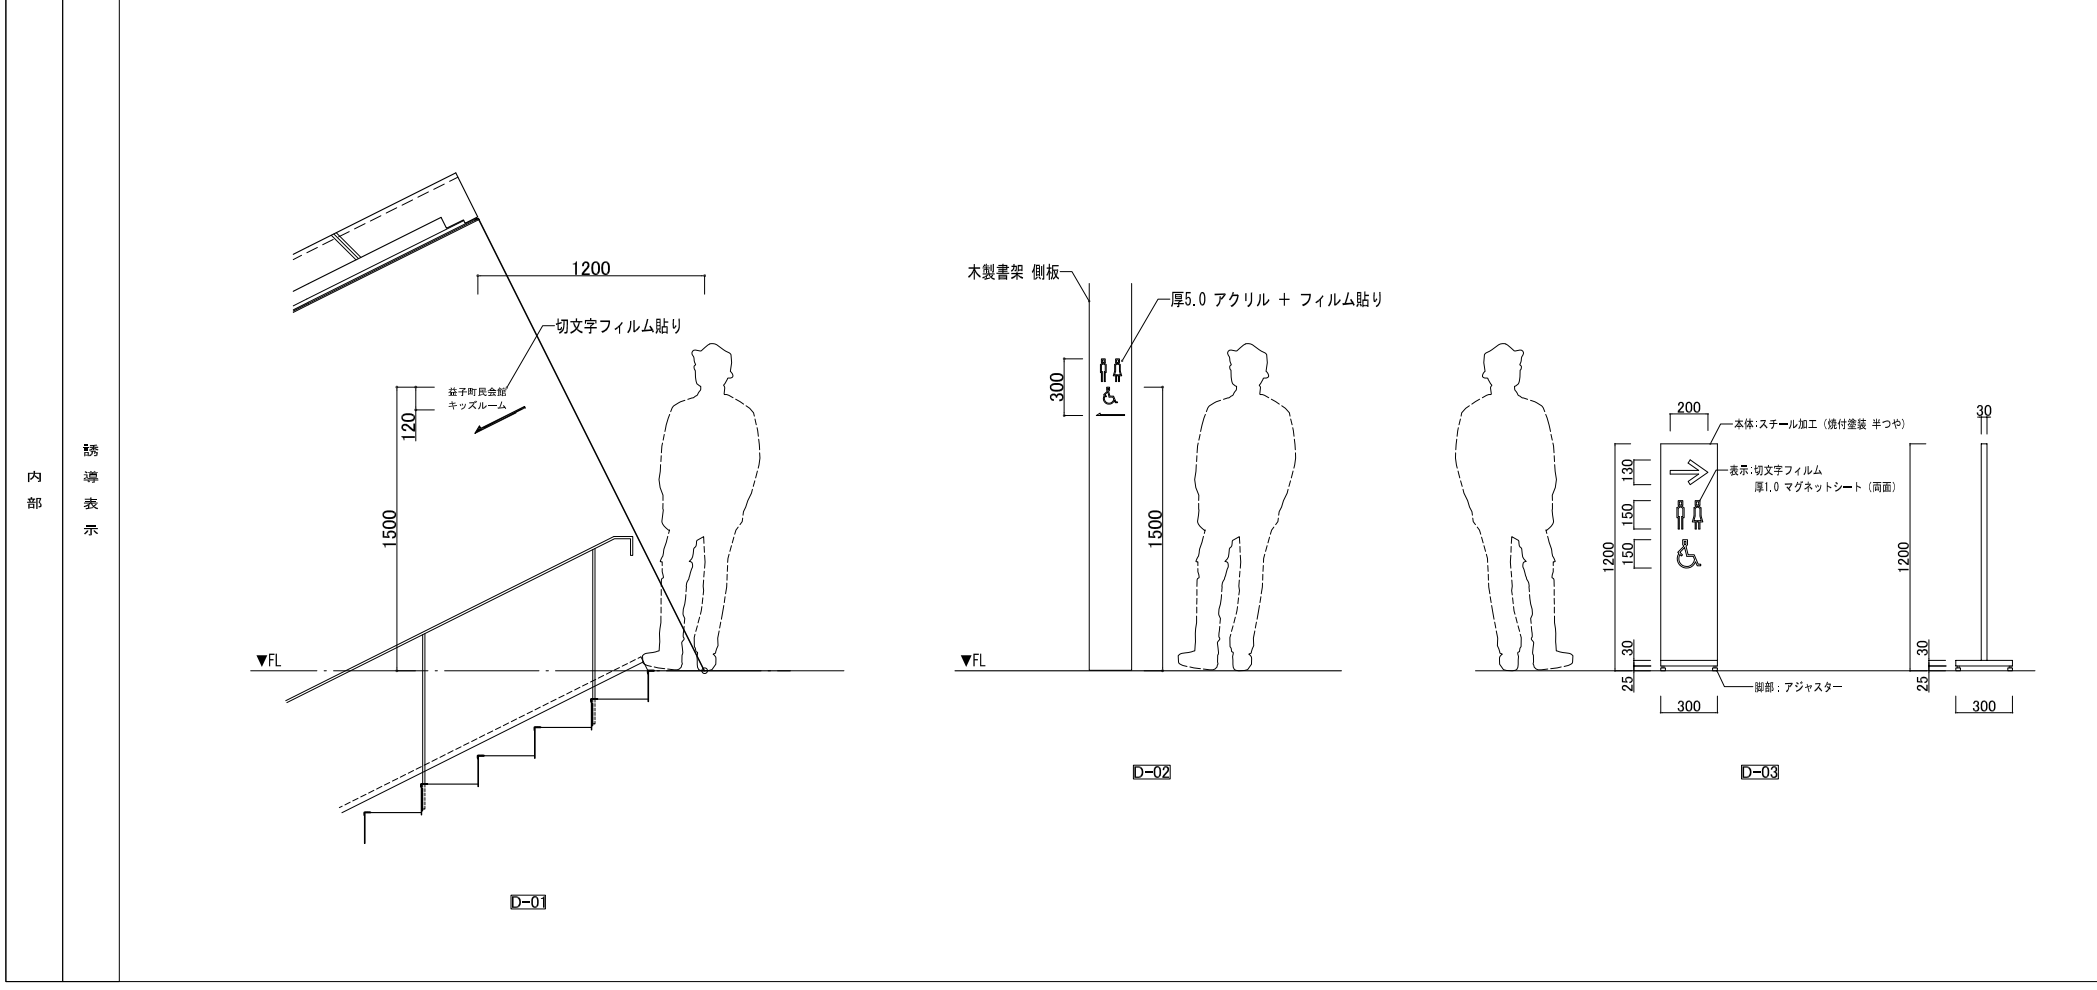 内部
誘導表示
1200
切文字フィルム貼り
益子町民会館
キッズルーム
120
1500
▼FL
D-01
木製書架 側板
厚5.0 アクリル + フィルム貼り
300
1500
▼FL
D-02
200
本体:スチール加工（焼付塗装 半つや）
130
表示:切文字フィルム
厚1.0 マグネットシート（両面）
150
150
1200
30
25
脚部:アジャスター
300
30
1200
30
25
300
D-03